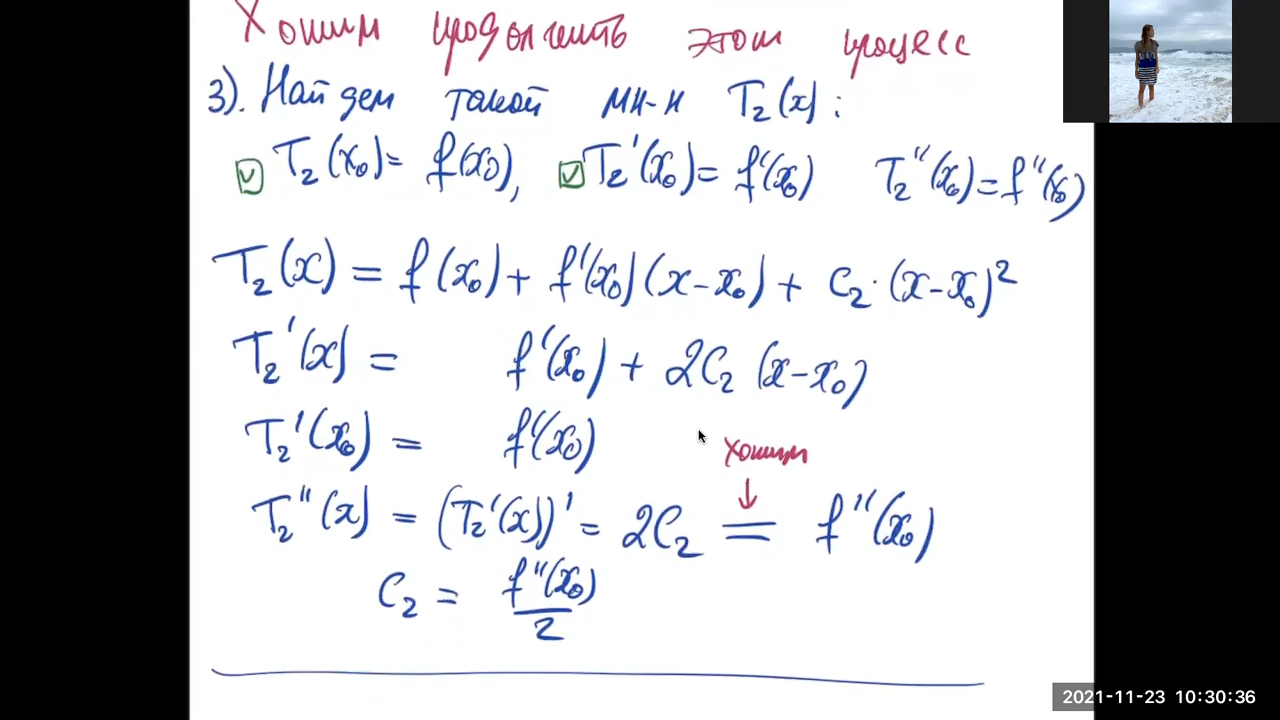 Хотим продолжить этот процесс
3). Найдем такой мн-н T₂(x):
☑ T₂(x₀) = f(x₀), ☑ T₂'(x₀) = f'(x₀) T₂''(x₀) = f''(x₀)
T₂(x) = f(x₀) + f'(x₀)(x-x₀) + C₂·(x-x₀)²
T₂'(x) = f'(x₀) + 2C₂(x-x₀)
T₂'(x₀) = f'(x₀)
хотим
T₂''(x) = (T₂'(x))' = 2C₂ = f''(x₀)
C₂ = f''(x₀)/2
2021-11-23 10:30:36